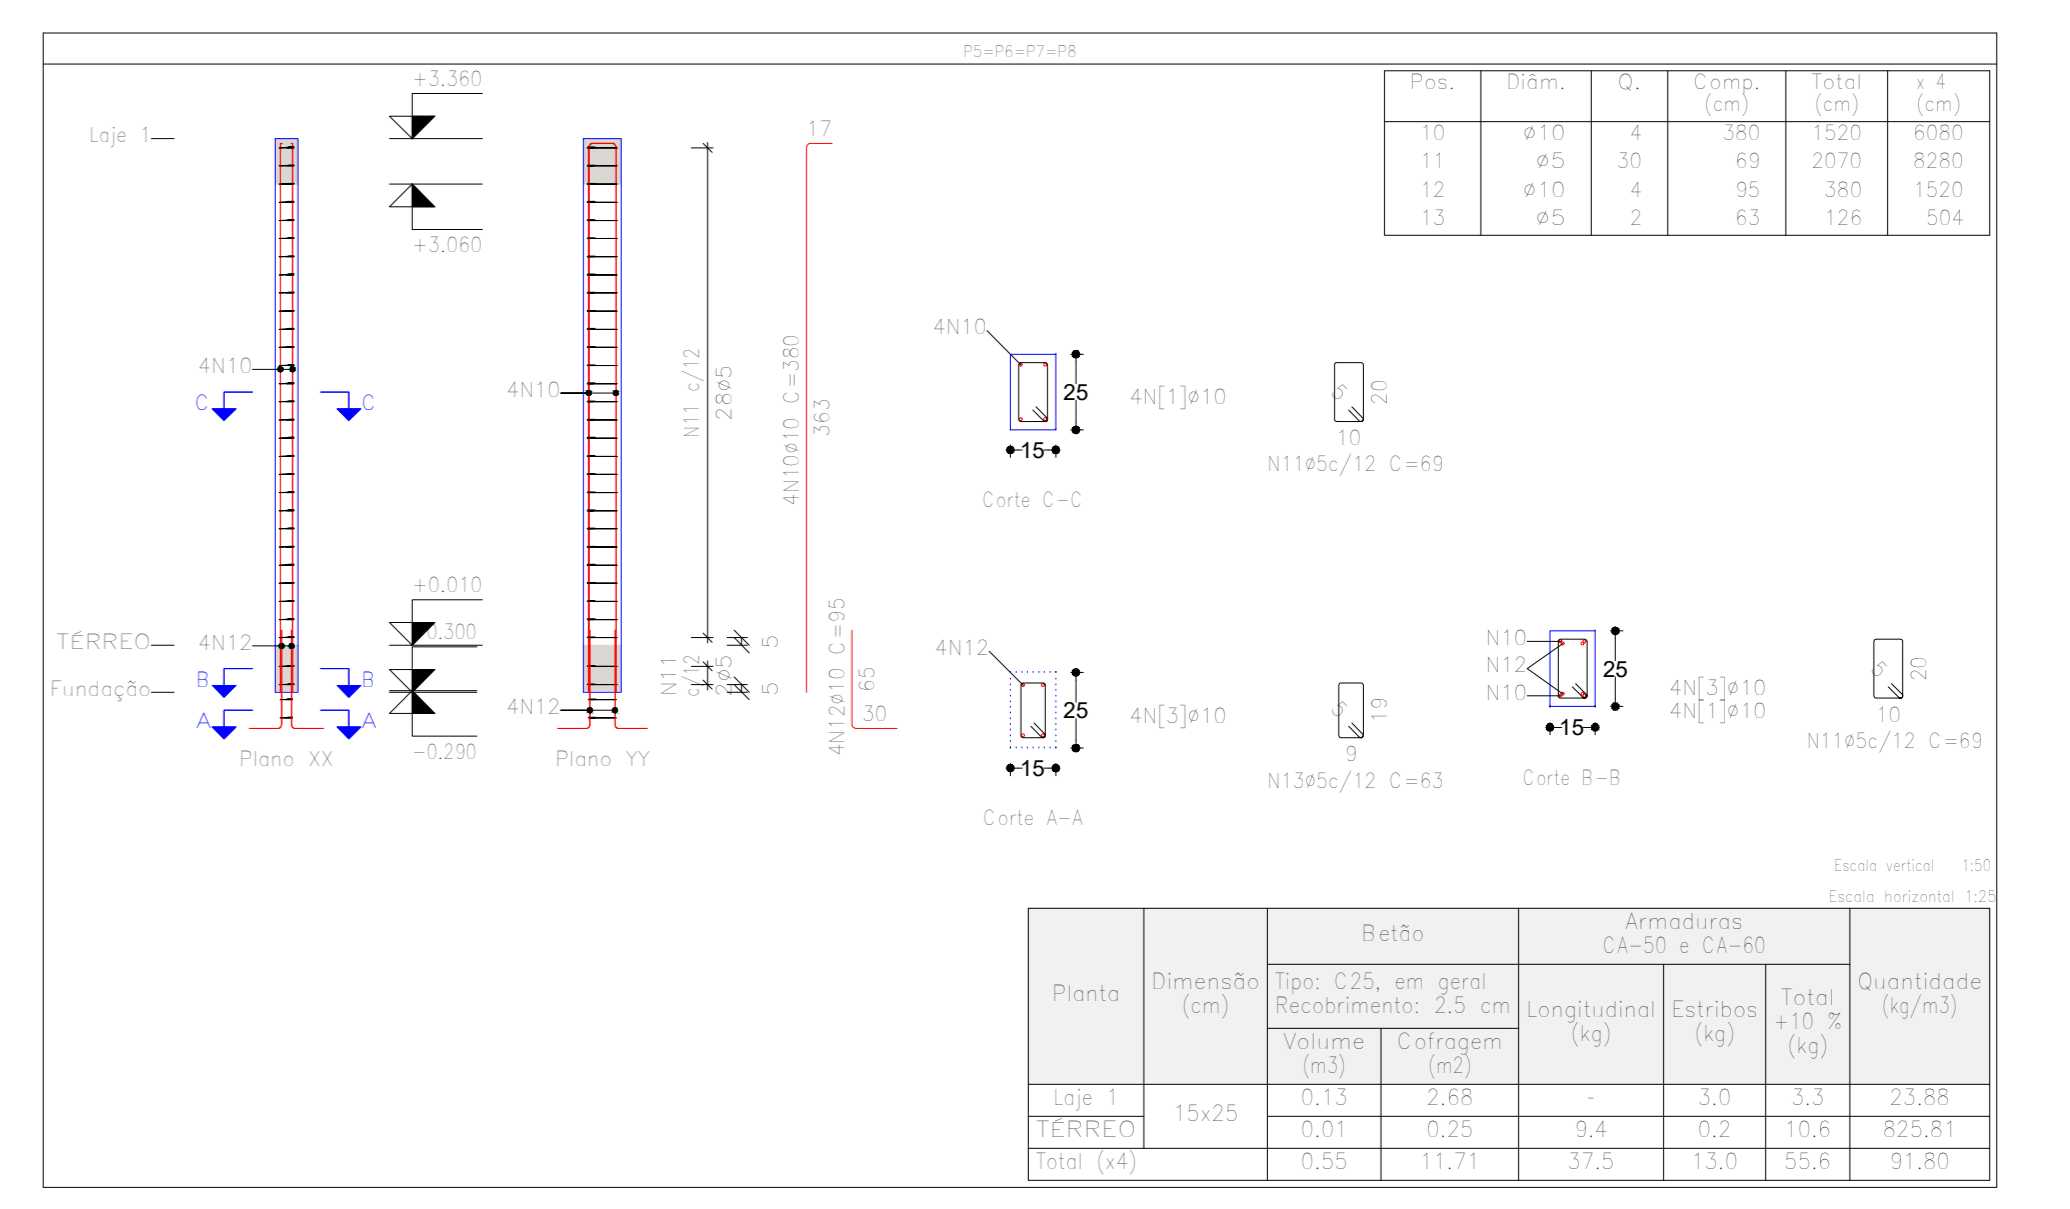 P5=P6=P7=P8
Pos. Diâm. Q. Comp. (cm) Total (cm) x 4 (cm)
10 ø10 4 380 1520 6080
11 ø5 30 69 2070 8280
12 ø10 4 95 380 1520
13 ø5 2 63 126 504
+3.360
Laje 1
+3.060
4N10
C C
+0.010
0.300
TÉRREO
4N12
B B
Fundação
A A
-0.290
Plano XX
4N10
4N12
Plano YY
N11 c/12
28ø5
5
N11
c/12
2ø5
5
17
4N10ø10 C=380
363
4N12ø10 C=95
65
30
4N10
25
15
4N[1]ø10
Corte C-C
5
20
10
N11ø5c/12 C=69
4N12
25
15
4N[3]ø10
Corte A-A
5
19
9
N13ø5c/12 C=63
N10
N12
N10
25
15
4N[3]ø10
4N[1]ø10
Corte B-B
5
20
10
N11ø5c/12 C=69
Escala vertical 1:50
Escala horizontal 1:25
Planta
Dimensão
(cm)
Betão
Tipo: C25, em geral
Recobrimento: 2.5 cm
Volume
(m3)
Cofragem
(m2)
Armaduras
CA-50 e CA-60
Longitudinal
(kg)
Estribos
(kg)
Total
+10 %
(kg)
Quantidade
(kg/m3)
Laje 1 15x25 0.13 2.68 - 3.0 3.3 23.88
TÉRREO 0.01 0.25 9.4 0.2 10.6 825.81
Total (x4) 0.55 11.71 37.5 13.0 55.6 91.80